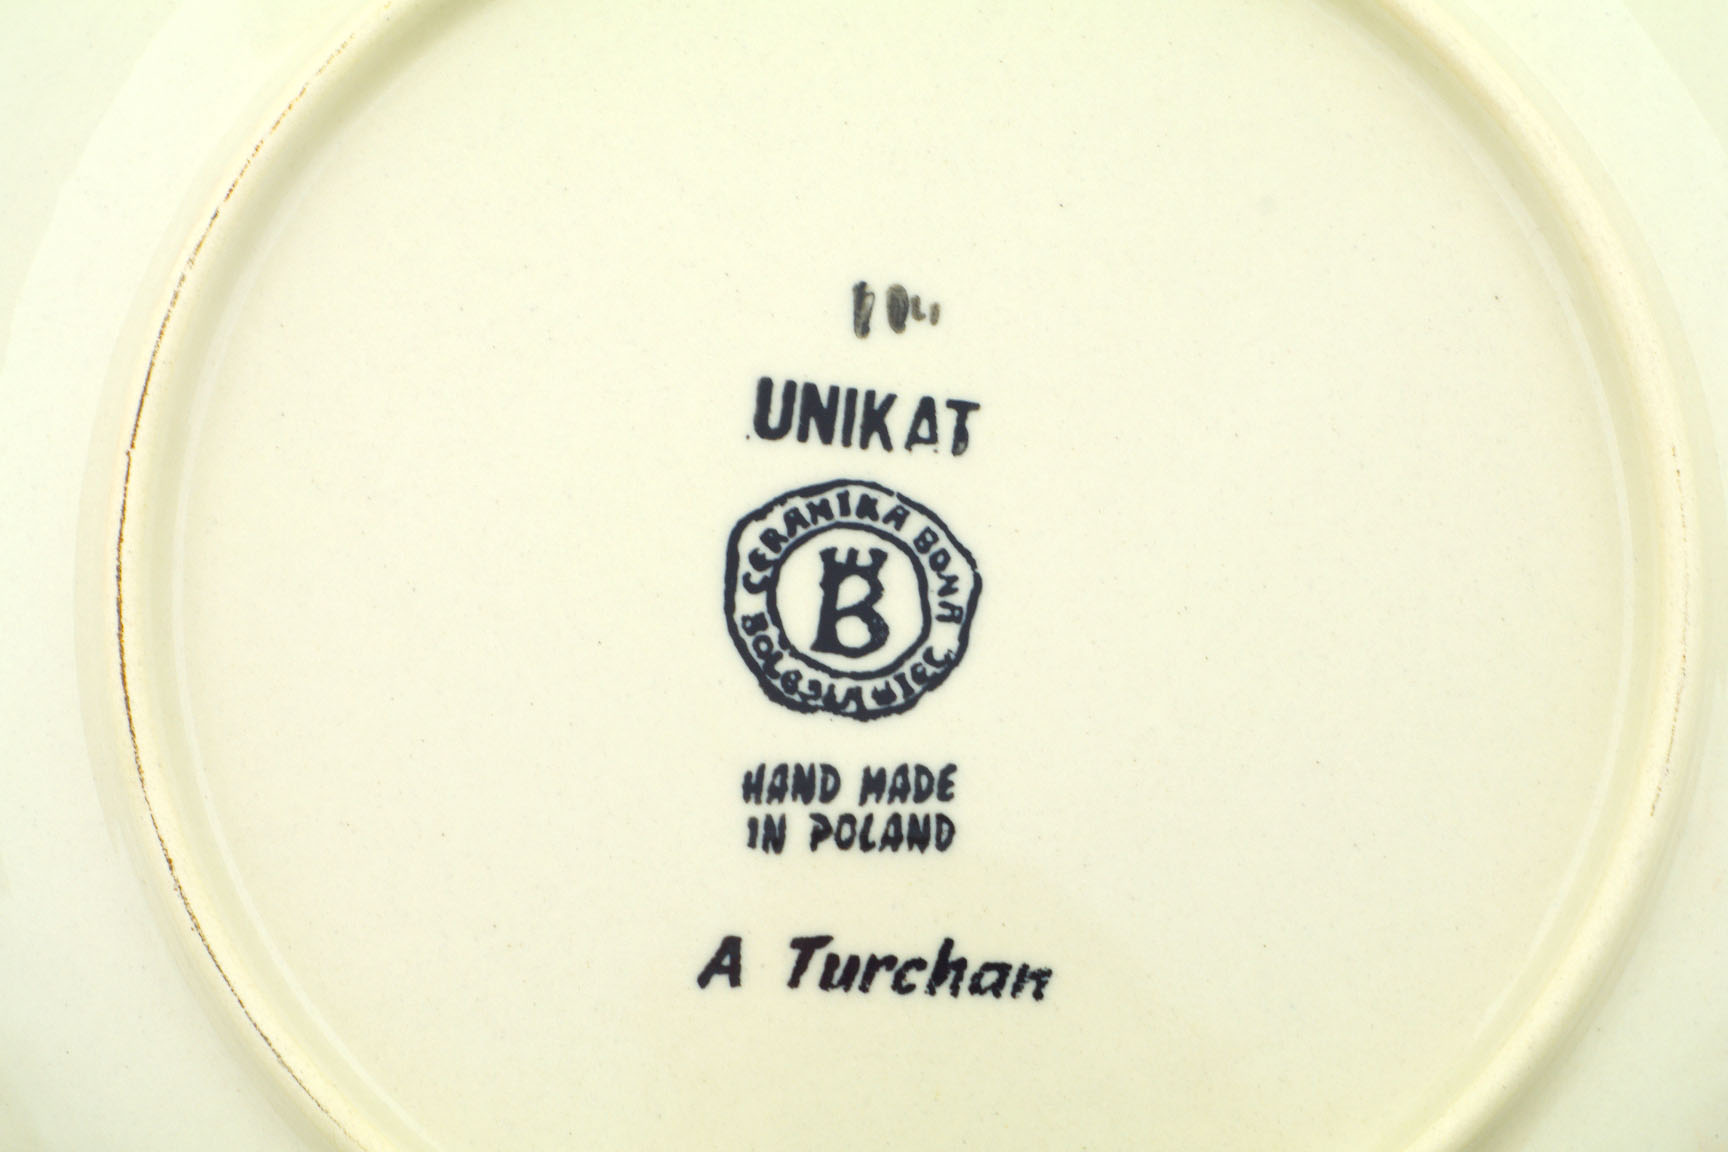 UNIKAT
CERAMIKA BONA
B
BOLESŁAWIEC
HAND MADE
IN POLAND
A Turchan